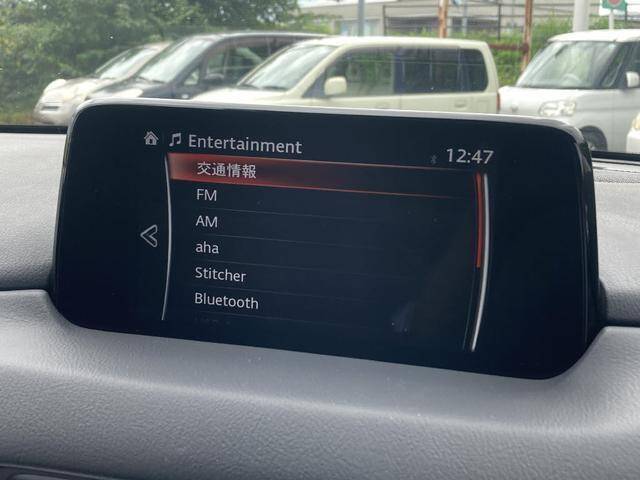 Entertainment
12:47
交通情報
FM
AM
aha
Stitcher
Bluetooth